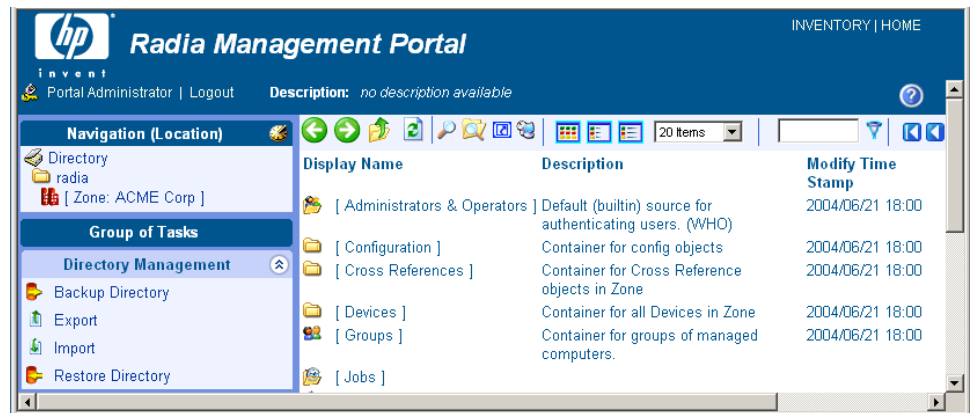 hp
invent
Radia Management Portal
INVENTORY | HOME
Portal Administrator | Logout
Description: no description available
?
Navigation (Location)
Directory
radia
[ Zone: ACME Corp ]
Group of Tasks
Directory Management
Backup Directory
Export
Import
Restore Directory
20 Items
Display Name
Description
Modify Time
Stamp
[ Administrators & Operators ]
Default (builtin) source for
authenticating users. (WHO)
2004/06/21 18:00
[ Configuration ]
Container for config objects
2004/06/21 18:00
[ Cross References ]
Container for Cross Reference
objects in Zone
2004/06/21 18:00
[ Devices ]
Container for all Devices in Zone
2004/06/21 18:00
[ Groups ]
Container for groups of managed
computers.
2004/06/21 18:00
[ Jobs ]